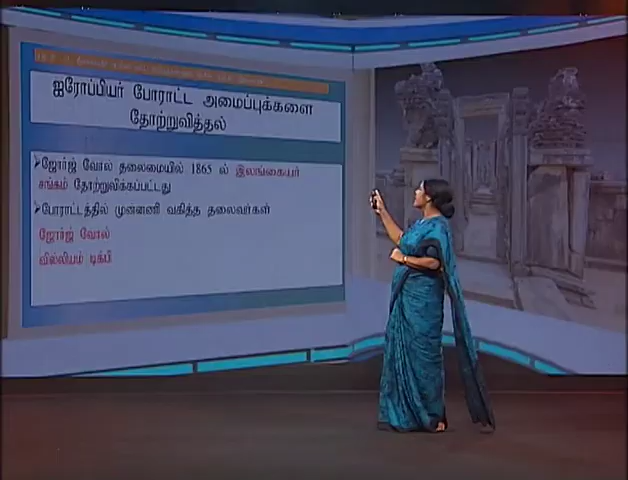 ஐரோப்பியர் போராட்ட அமைப்புக்களை
தோற்றுவித்தல்
➢ஜோர்ஜ் வோல் தலைமையில் 1865 ல் இலங்கையர்
சங்கம் தோற்றுவிக்கப்பட்டது
➢போராட்டத்தில் முன்னணி வகித்த தலைவர்கள்
ஜோர்ஜ் வோல்
வில்லியம் டிக்பி